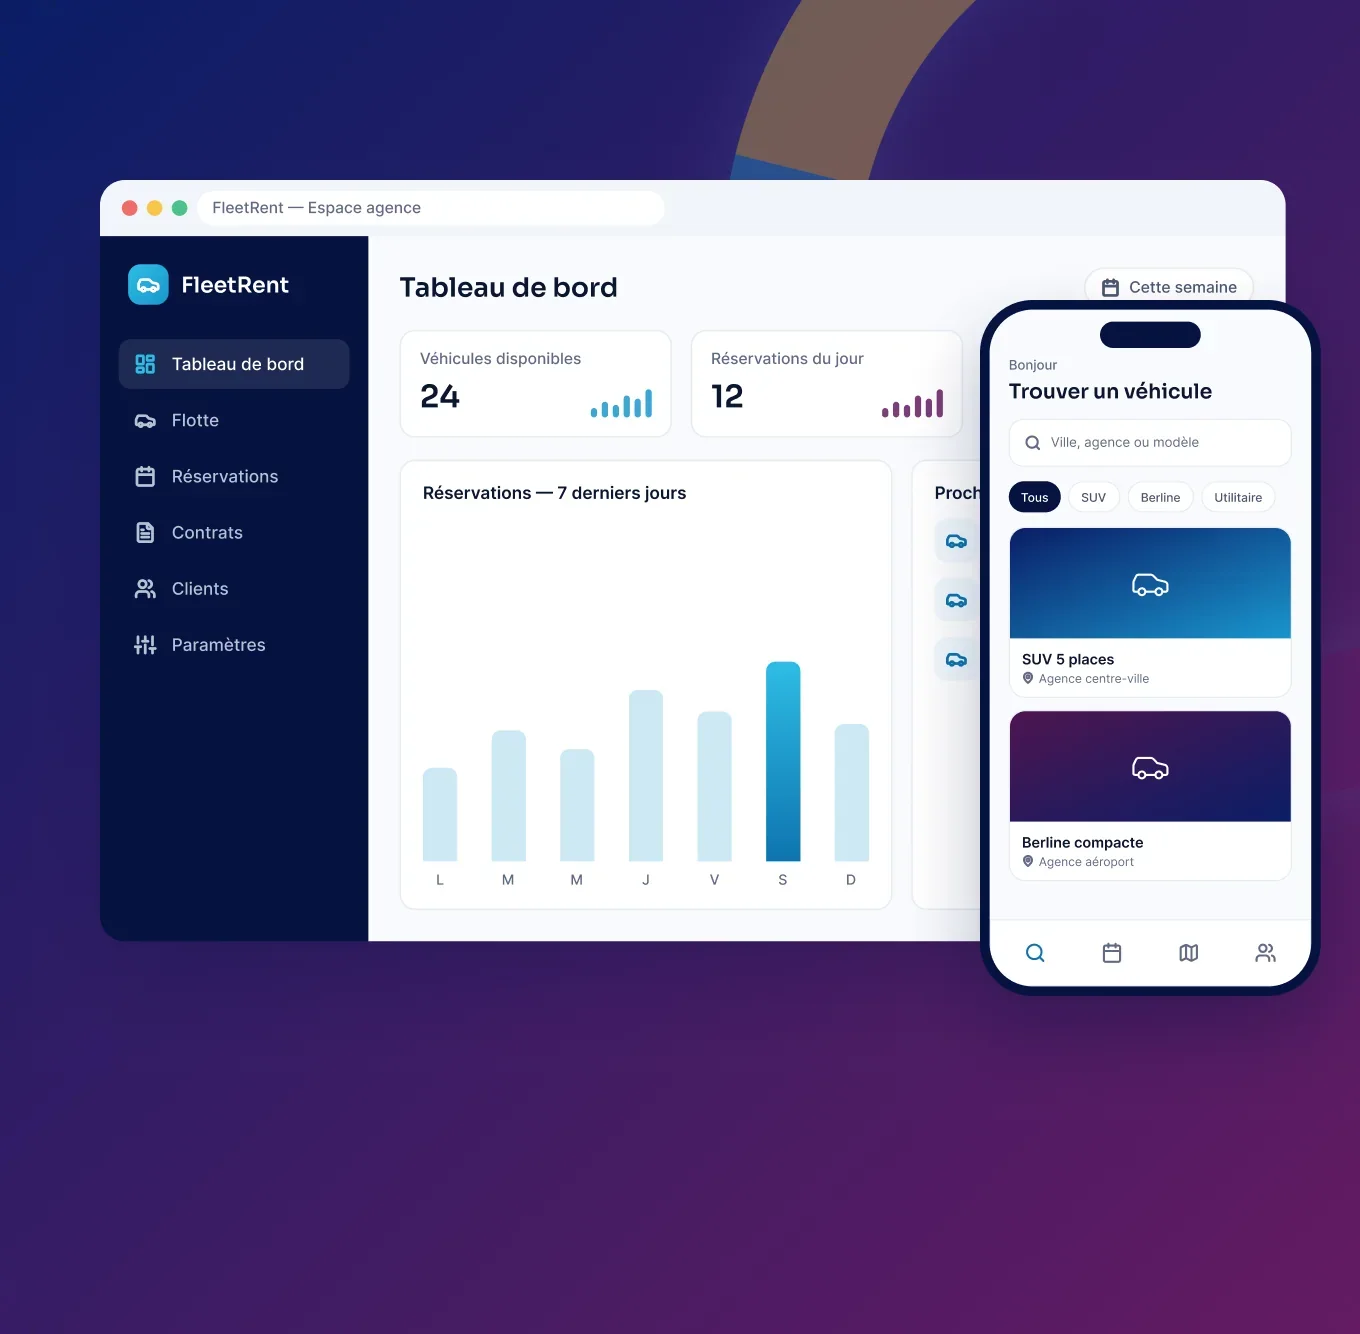 FleetRent — Espace agence
FleetRent
Tableau de bord
Flotte
Réservations
Contrats
Clients
Paramètres
Tableau de bord
Cette semaine
Véhicules disponibles
24
Réservations du jour
12
Réservations — 7 derniers jours
L M M J V S D
Proch
Bonjour
Trouver un véhicule
Ville, agence ou modèle
Tous SUV Berline Utilitaire
SUV 5 places
Agence centre-ville
Berline compacte
Agence aéroport